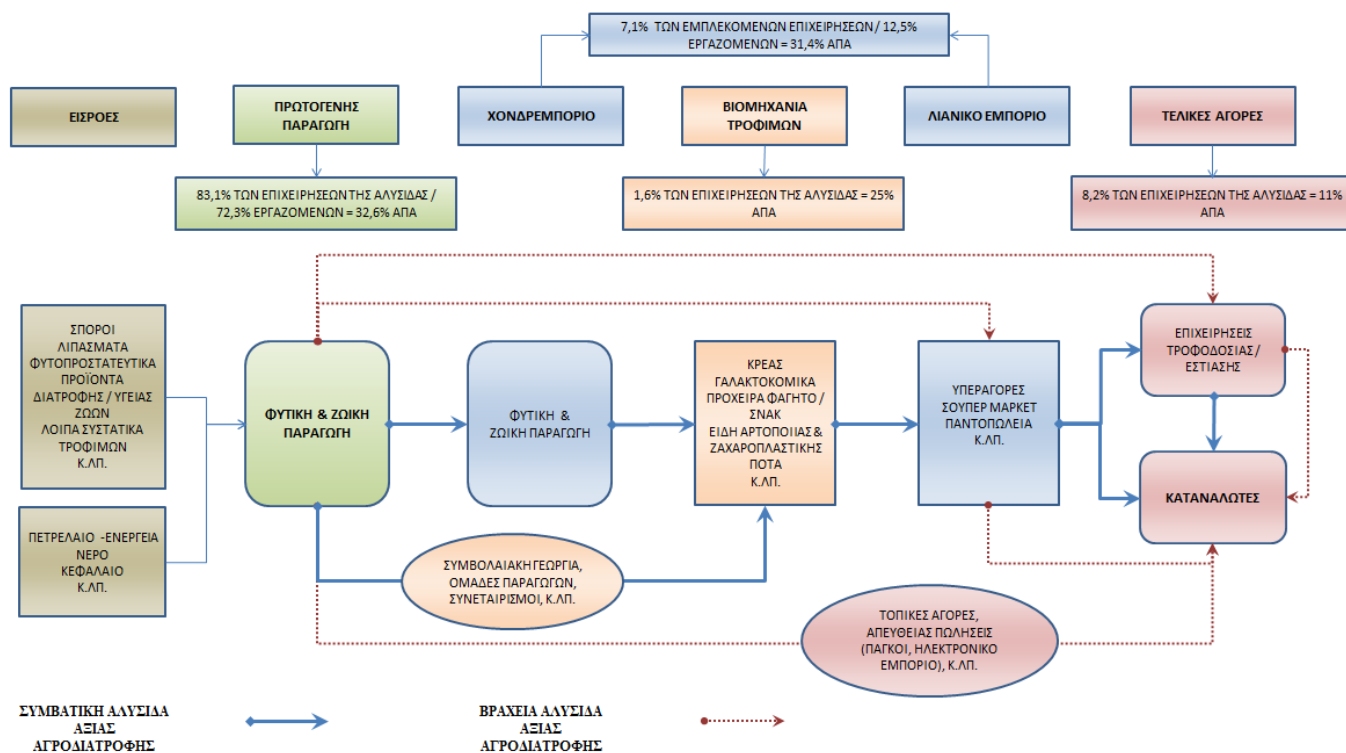 7,1% ΤΩΝ ΕΜΠΛΕΚΟΜΕΝΩΝ ΕΠΙΧΕΙΡΗΣΕΩΝ / 12,5%
ΕΡΓΑΖΟΜΕΝΩΝ = 31,4% ΑΠΑ
ΕΙΣΡΟΕΣ
ΠΡΩΤΟΓΕΝΗΣ
ΠΑΡΑΓΩΓΗ
ΧΟΝΔΡΕΜΠΟΡΙΟ
ΒΙΟΜΗΧΑΝΙΑ
ΤΡΟΦΙΜΩΝ
ΛΙΑΝΙΚΟ ΕΜΠΟΡΙΟ
ΤΕΛΙΚΕΣ ΑΓΟΡΕΣ
83,1% ΤΩΝ ΕΠΙΧΕΙΡΗΣΕΩΝ ΤΗΣ ΑΛΥΣΙΔΑΣ /
72,3% ΕΡΓΑΖΟΜΕΝΩΝ = 32,6% ΑΠΑ
1,6% ΤΩΝ ΕΠΙΧΕΙΡΗΣΕΩΝ ΤΗΣ ΑΛΥΣΙΔΑΣ = 25%
ΑΠΑ
8,2% ΤΩΝ ΕΠΙΧΕΙΡΗΣΕΩΝ ΤΗΣ ΑΛΥΣΙΔΑΣ = 11%
ΑΠΑ
ΣΠΟΡΟΙ
ΛΙΠΑΣΜΑΤΑ
ΦΥΤΟΠΡΟΣΤΑΤΕΥΤΙΚΑ
ΠΡΟΪΟΝΤΑ
ΔΙΑΤΡΟΦΗΣ / ΥΓΕΙΑΣ
ΖΩΩΝ
ΛΟΙΠΑ ΣΥΣΤΑΤΙΚΑ
ΤΡΟΦΙΜΩΝ
Κ.ΛΠ.
ΠΕΤΡΕΛΑΙΟ -ΕΝΕΡΓΕΙΑ
ΝΕΡΟ
ΚΕΦΑΛΑΙΟ
Κ.ΛΠ.
ΦΥΤΙΚΗ & ΖΩΙΚΗ
ΠΑΡΑΓΩΓΗ
ΦΥΤΙΚΗ &
ΖΩΙΚΗ ΠΑΡΑΓΩΓΗ
ΚΡΕΑΣ
ΓΑΛΑΚΤΟΚΟΜΙΚΑ
ΠΡΟΧΕΙΡΑ ΦΑΓΗΤΟ /
ΣΝΑΚ
ΕΙΔΗ ΑΡΤΟΠΟΙΙΑΣ &
ΖΑΧΑΡΟΠΛΑΣΤΙΚΗΣ
ΠΟΤΑ
Κ.ΛΠ.
ΥΠΕΡΑΓΟΡΕΣ
ΣΟΥΠΕΡ ΜΑΡΚΕΤ
ΠΑΝΤΟΠΩΛΕΙΑ
Κ.ΛΠ.
ΕΠΙΧΕΙΡΗΣΕΙΣ
ΤΡΟΦΟΔΟΣΙΑΣ /
ΕΣΤΙΑΣΗΣ
ΚΑΤΑΝΑΛΩΤΕΣ
ΣΥΜΒΟΛΑΙΑΚΗ ΓΕΩΡΓΙΑ,
ΟΜΑΔΕΣ ΠΑΡΑΓΩΓΩΝ,
ΣΥΝΕΤΑΙΡΙΣΜΟΙ, Κ.ΛΠ.
ΤΟΠΙΚΕΣ ΑΓΟΡΕΣ,
ΑΠΕΥΘΕΙΑΣ ΠΩΛΗΣΕΙΣ
(ΠΑΓΚΟΙ, ΗΛΕΚΤΡΟΝΙΚΟ
ΕΜΠΟΡΙΟ), Κ.ΛΠ.
ΣΥΜΒΑΤΙΚΗ ΑΛΥΣΙΔΑ
ΑΞΙΑΣ
ΑΓΡΟΔΙΑΤΡΟΦΗΣ
ΒΡΑΧΕΙΑ ΑΛΥΣΙΔΑ
ΑΞΙΑΣ
ΑΓΡΟΔΙΑΤΡΟΦΗΣ